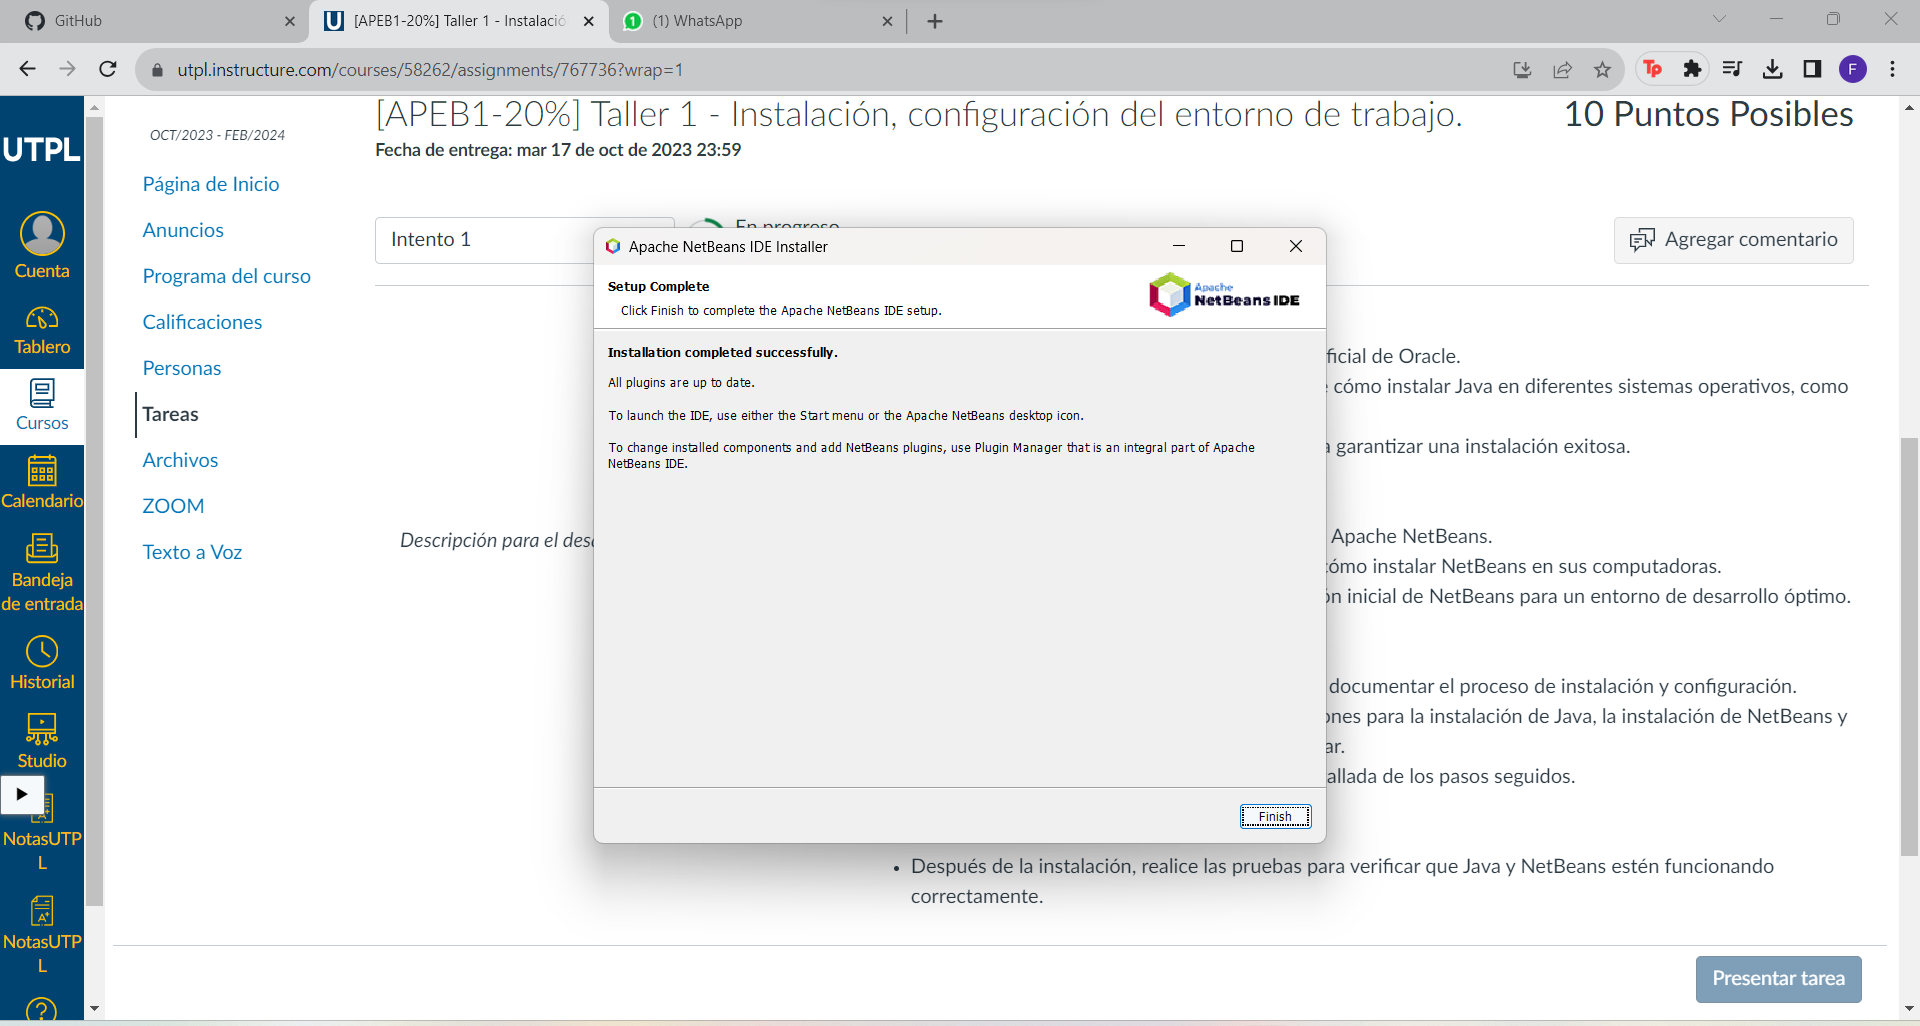 GitHub
[APEB1-20%] Taller 1 - Instalació
(1) WhatsApp
utpl.instructure.com/courses/58262/assignments/767736?wrap=1
Tp
F
UTPL
Cuenta
Tablero
Cursos
Calendario
Bandeja
de entrada
Historial
Studio
NotasUTP
L
NotasUTP
L
OCT/2023 - FEB/2024
Página de Inicio
Anuncios
Programa del curso
Calificaciones
Personas
Tareas
Archivos
ZOOM
Texto a Voz
[APEB1-20%] Taller 1 - Instalación, configuración del entorno de trabajo.
10 Puntos Posibles
Fecha de entrega: mar 17 de oct de 2023 23:59
Intento 1
En progreso
Agregar comentario
Apache NetBeans IDE Installer
Setup Complete
Click Finish to complete the Apache NetBeans IDE setup.
Apache
NetBeans IDE
Installation completed successfully.
All plugins are up to date.
To launch the IDE, use either the Start menu or the Apache NetBeans desktop icon.
To change installed components and add NetBeans plugins, use Plugin Manager that is an integral part of Apache
NetBeans IDE.
Finish
ficial de Oracle.
cómo instalar Java en diferentes sistemas operativos, como
a garantizar una instalación exitosa.
Descripción para el des
Apache NetBeans.
cómo instalar NetBeans en sus computadoras.
ón inicial de NetBeans para un entorno de desarrollo óptimo.
documentar el proceso de instalación y configuración.
ones para la instalación de Java, la instalación de NetBeans y
ar.
allada de los pasos seguidos.
• Después de la instalación, realice las pruebas para verificar que Java y NetBeans estén funcionando
correctamente.
Presentar tarea